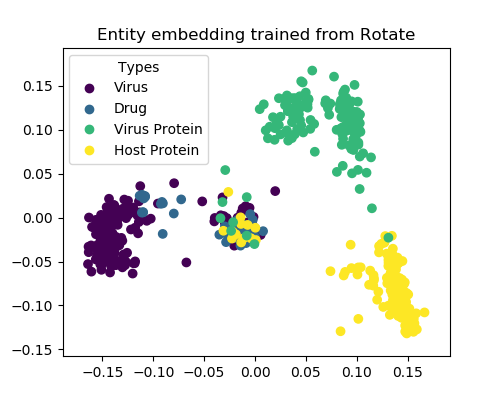 Entity embedding trained from Rotate
Types
Virus
Drug
Virus Protein
Host Protein
0.15
0.10
0.05
0.00
−0.05
−0.10
−0.15
−0.15 −0.10 −0.05 0.00 0.05 0.10 0.15